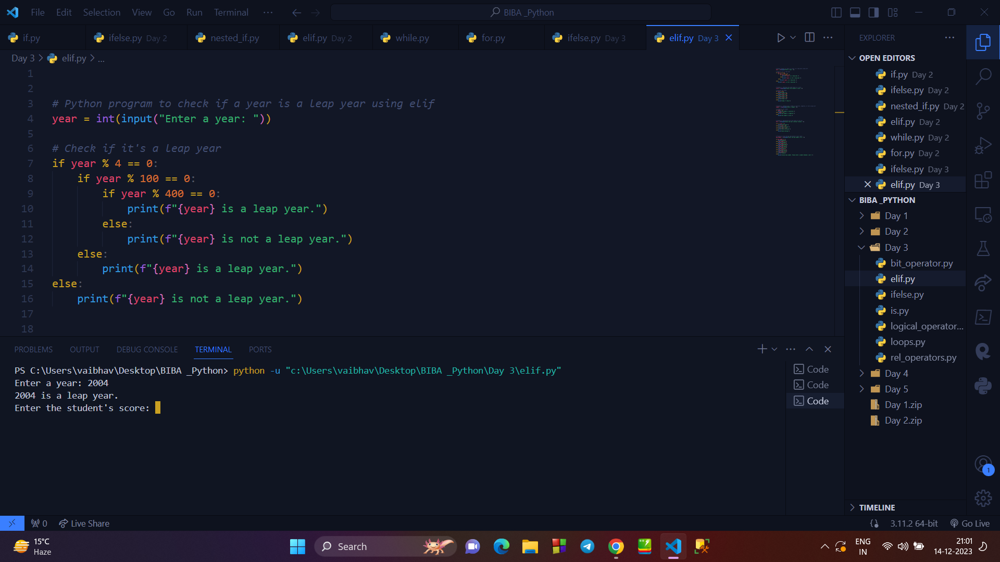 File Edit Selection View Go Run Terminal ··· BIBA _Python
if.py ifelse.py Day 2 nested_if.py elif.py Day 2 while.py for.py ifelse.py Day 3 elif.py Day 3
Day 3 > elif.py > ...
1
2
3 # Python program to check if a year is a leap year using elif
4 year = int(input("Enter a year: "))
5
6 # Check if it's a leap year
7 if year % 4 == 0:
8 if year % 100 == 0:
9 if year % 400 == 0:
10 print(f"{year} is a leap year.")
11 else:
12 print(f"{year} is not a leap year.")
13 else:
14 print(f"{year} is a leap year.")
15 else:
16 print(f"{year} is not a leap year.")
17
18
PROBLEMS OUTPUT DEBUG CONSOLE TERMINAL PORTS
PS C:\Users\vaibhav\Desktop\BIBA _Python> python -u "c:\Users\vaibhav\Desktop\BIBA _Python\Day 3\elif.py"
Enter a year: 2004
2004 is a leap year.
Enter the student's score:
Code
Code
Code
EXPLORER
OPEN EDITORS
if.py Day 2
ifelse.py Day 2
nested_if.py Day 2
elif.py Day 2
while.py Day 2
for.py Day 2
ifelse.py Day 3
elif.py Day 3
BIBA _PYTHON
Day 1
Day 2
Day 3
bit_operator.py
elif.py
ifelse.py
is.py
logical_operator...
loops.py
rel_operators.py
Day 4
Day 5
Day 1.zip
Day 2.zip
TIMELINE
1
0 Live Share 3.11.2 64-bit Go Live
15°C
Haze
Search
ENG
IN
21:01
14-12-2023